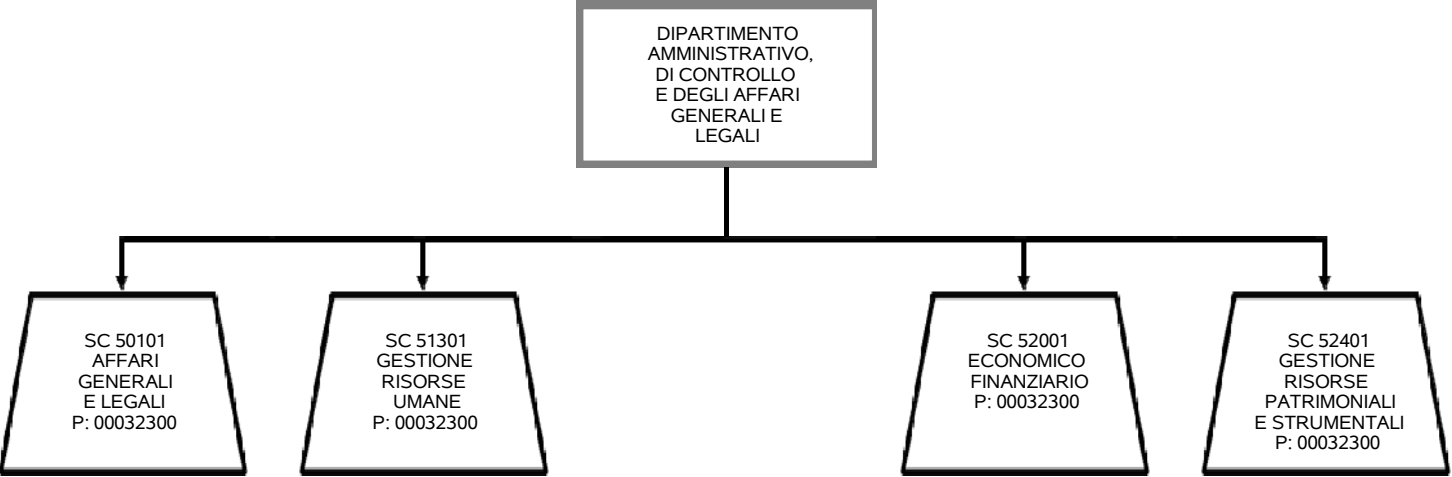 DIPARTIMENTO
AMMINISTRATIVO,
DI CONTROLLO
E DEGLI AFFARI
GENERALI E
LEGALI
SC 50101
AFFARI
GENERALI
E LEGALI
P: 00032300
SC 51301
GESTIONE
RISORSE
UMANE
P: 00032300
SC 52001
ECONOMICO
FINANZIARIO
P: 00032300
SC 52401
GESTIONE
RISORSE
PATRIMONIALI
E STRUMENTALI
P: 00032300